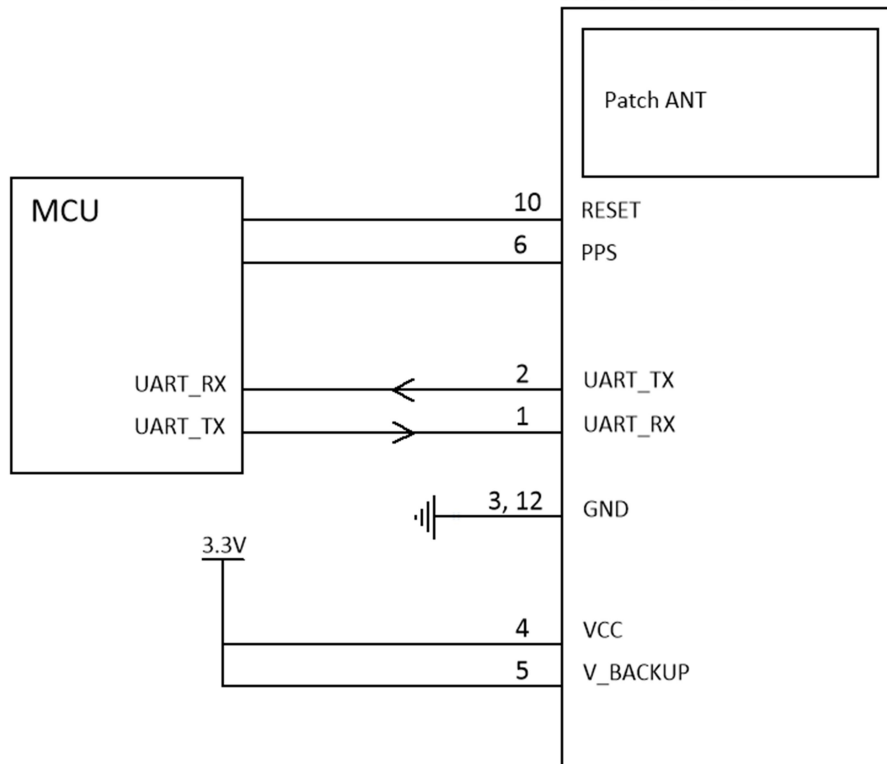 Patch ANT
MCU
10 RESET
6 PPS
UART_RX 2 UART_TX
UART_TX 1 UART_RX
3, 12 GND
3.3V
4 VCC
5 V_BACKUP